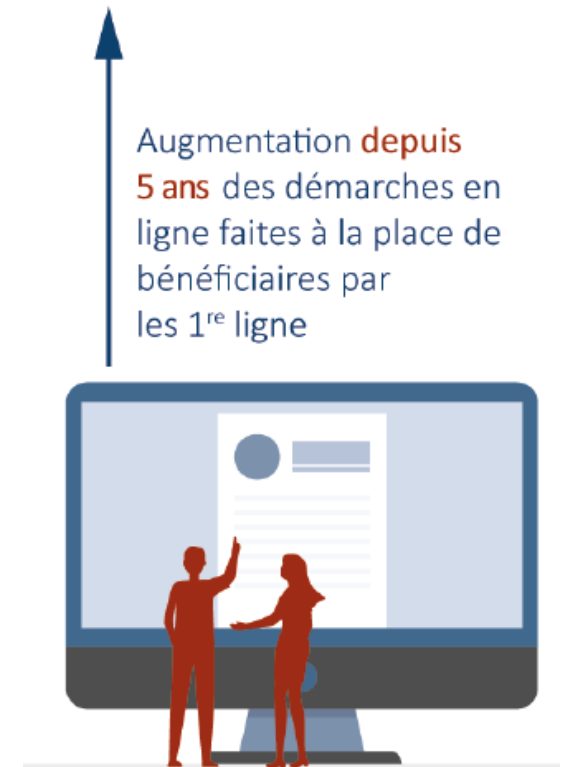 Augmentation depuis
5 ans des démarches en
ligne faites à la place de
bénéficiaires par
les 1re ligne